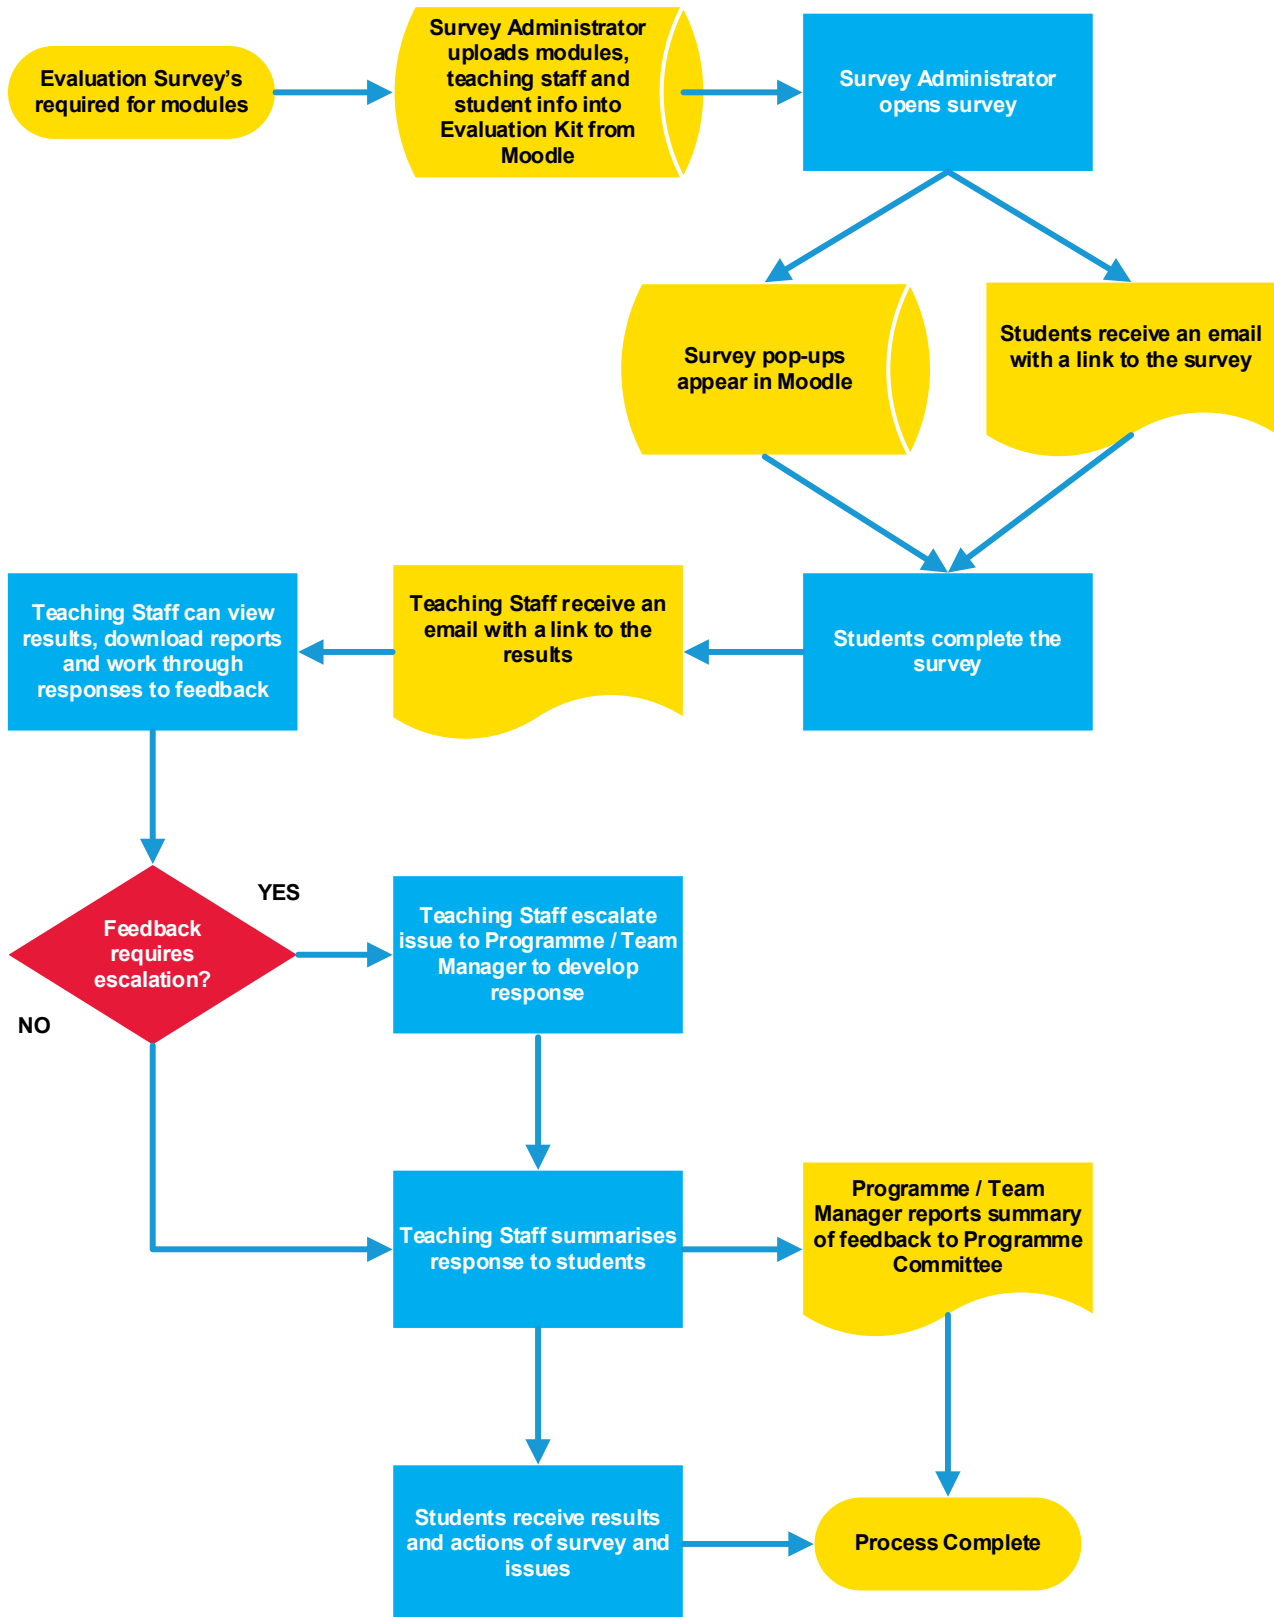 Evaluation Survey’s
required for modules
Survey Administrator
uploads modules,
teaching staff and
student info into
Evaluation Kit from
Moodle
Survey Administrator
opens survey
Survey pop-ups
appear in Moodle
Students receive an email
with a link to the survey
Teaching Staff can view
results, download reports
and work through
responses to feedback
Teaching Staff receive an
email with a link to the
results
Students complete the
survey
Feedback
requires
escalation?
YES
NO
Teaching Staff escalate
issue to Programme / Team
Manager to develop
response
Teaching Staff summarises
response to students
Programme / Team
Manager reports summary
of feedback to Programme
Committee
Students receive results
and actions of survey and
issues
Process Complete